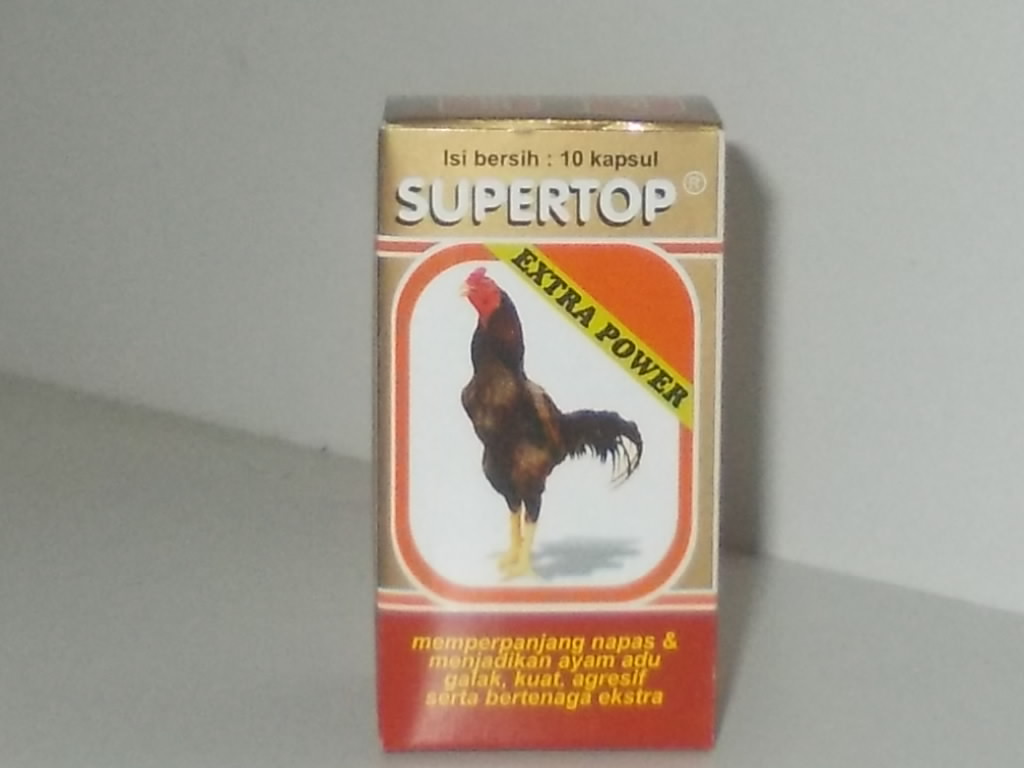 Isi bersih : 10 kapsul
SUPERTOP®
EXTRA POWER
memperpanjang napas &
menjadikan ayam adu
galak, kuat, agresif
serta bertenaga ekstra